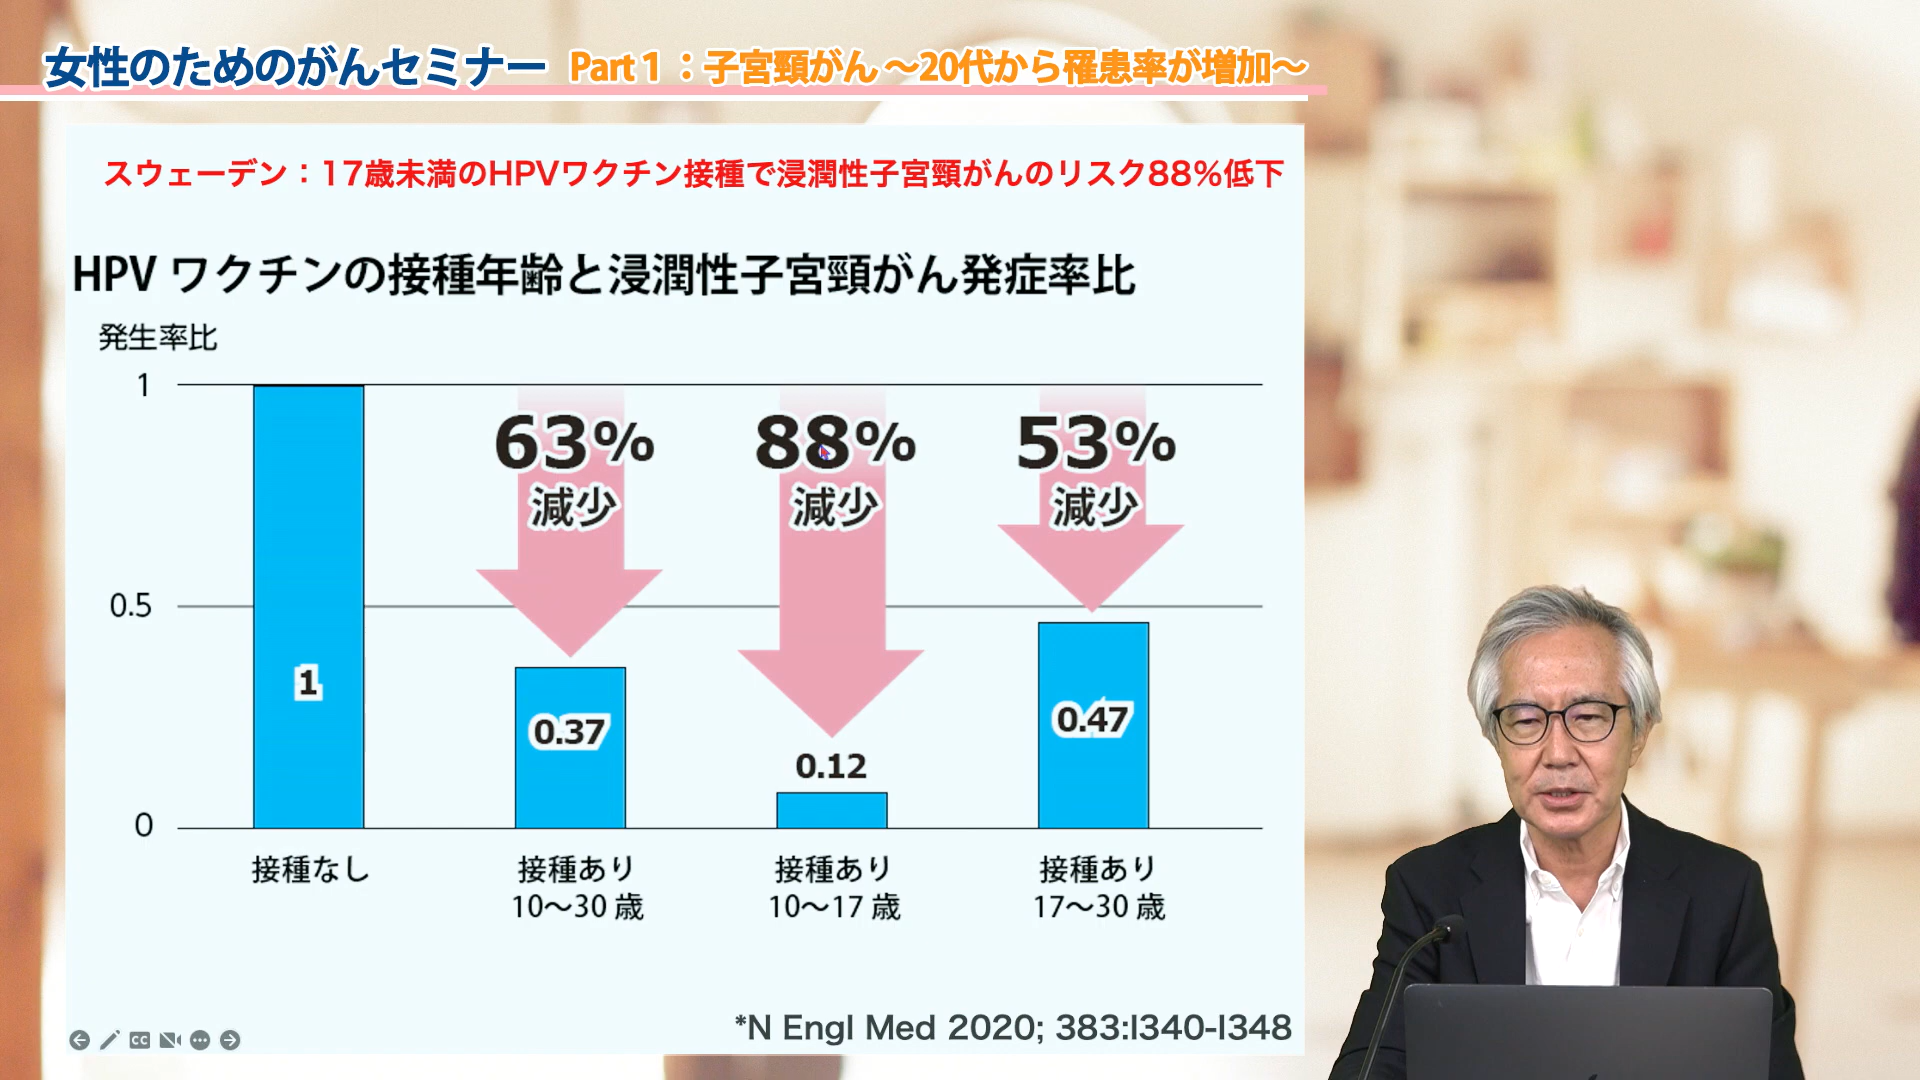 女性のためのがんセミナー Part 1：子宮頸がん ～20代から罹患率が増加～
スウェーデン：17歳未満のHPVワクチン接種で浸潤性子宮頸がんのリスク88%低下
HPV ワクチンの接種年齢と浸潤性子宮頸がん発症率比
発生率比
1
0.5
0
63%
減少
88%
減少
53%
減少
1
0.37
0.12
0.47
接種なし
接種あり
10～30 歳
接種あり
10～17 歳
接種あり
17～30 歳
*N Engl Med 2020; 383:I340-I348
CC